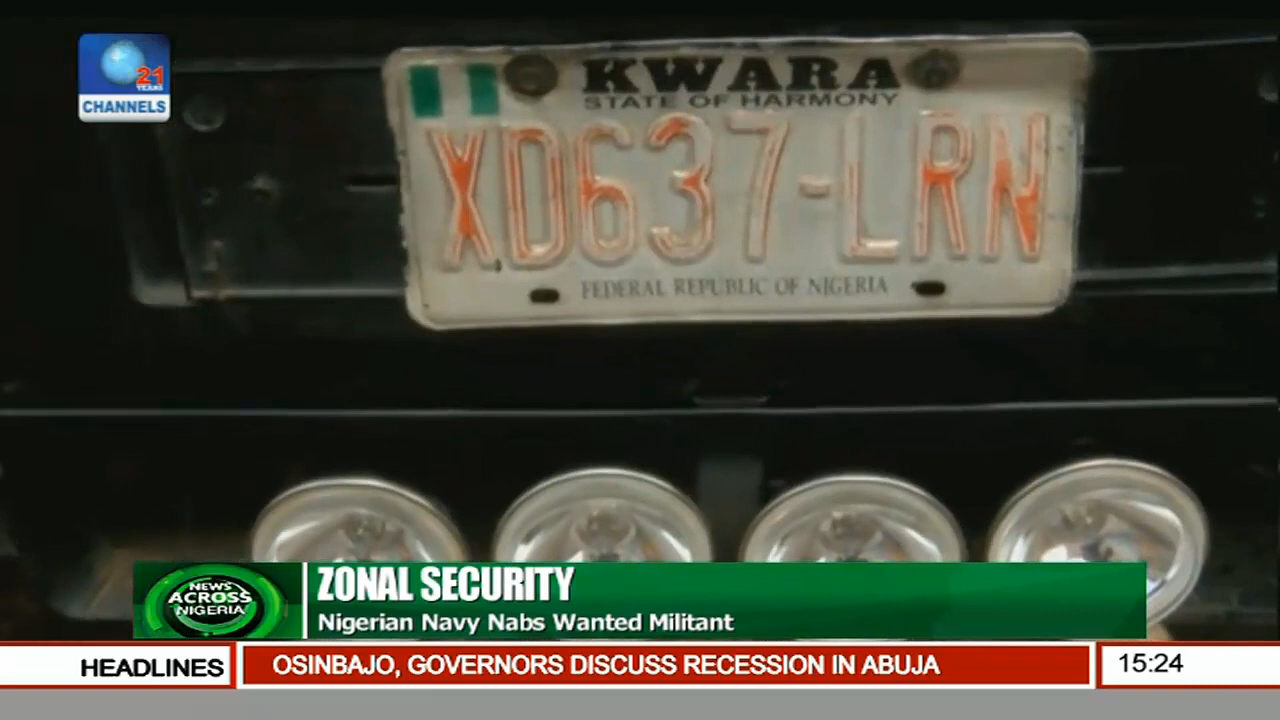 21
YEARS
CHANNELS
KWARA
STATE OF HARMONY
XD637-LRN
FEDERAL REPUBLIC OF NIGERIA
NEWS
ACROSS
NIGERIA
ZONAL SECURITY
Nigerian Navy Nabs Wanted Militant
HEADLINES
OSINBAJO, GOVERNORS DISCUSS RECESSION IN ABUJA
15:24